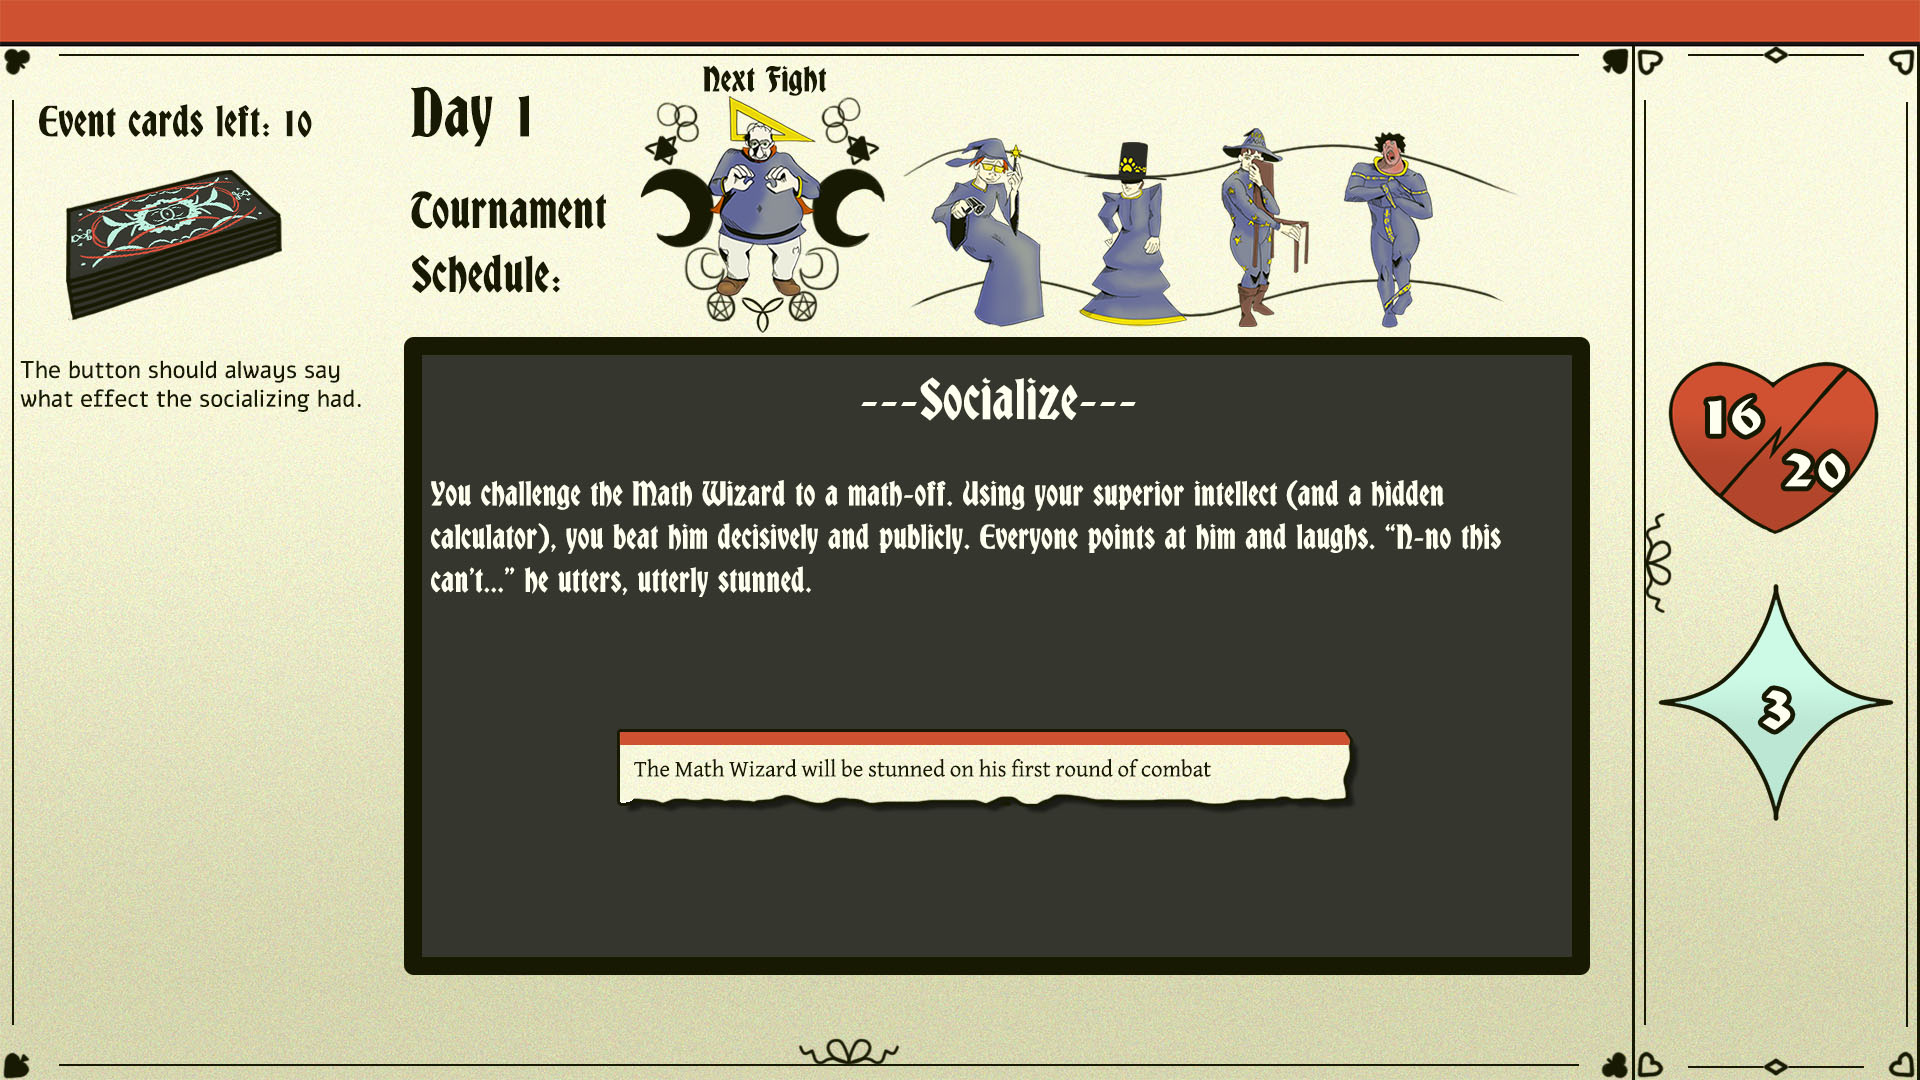 Next Fight
Event cards left: 10
Day 1
Tournament
Schedule:
The button should always say
what effect the socializing had.
---Socialize---
You challenge the Math Wizard to a math-off. Using your superior intellect (and a hidden
calculator), you beat him decisively and publicly. Everyone points at him and laughs. “N-no this
can't...” he utters, utterly stunned.
The Math Wizard will be stunned on his first round of combat
16
20
3